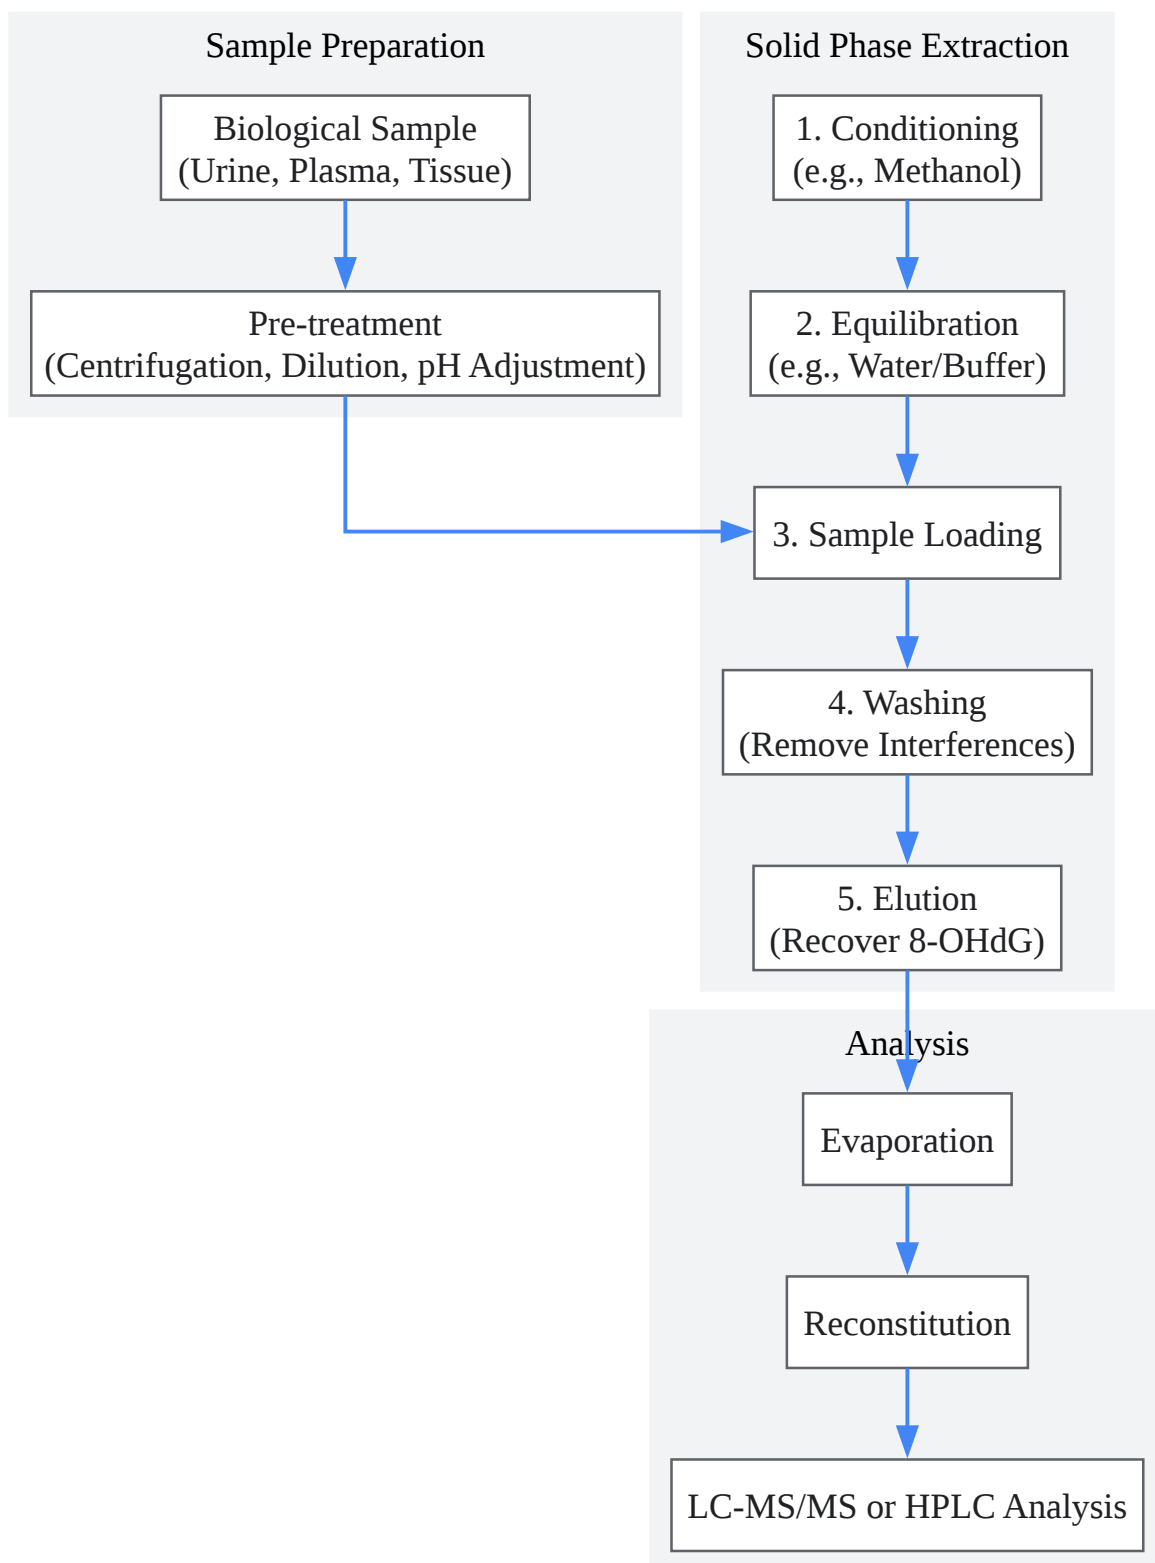 Sample Preparation
Biological Sample
(Urine, Plasma, Tissue)
Pre-treatment
(Centrifugation, Dilution, pH Adjustment)
Solid Phase Extraction
1. Conditioning
(e.g., Methanol)
2. Equilibration
(e.g., Water/Buffer)
3. Sample Loading
4. Washing
(Remove Interferences)
5. Elution
(Recover 8-OHdG)
Analysis
Evaporation
Reconstitution
LC-MS/MS or HPLC Analysis